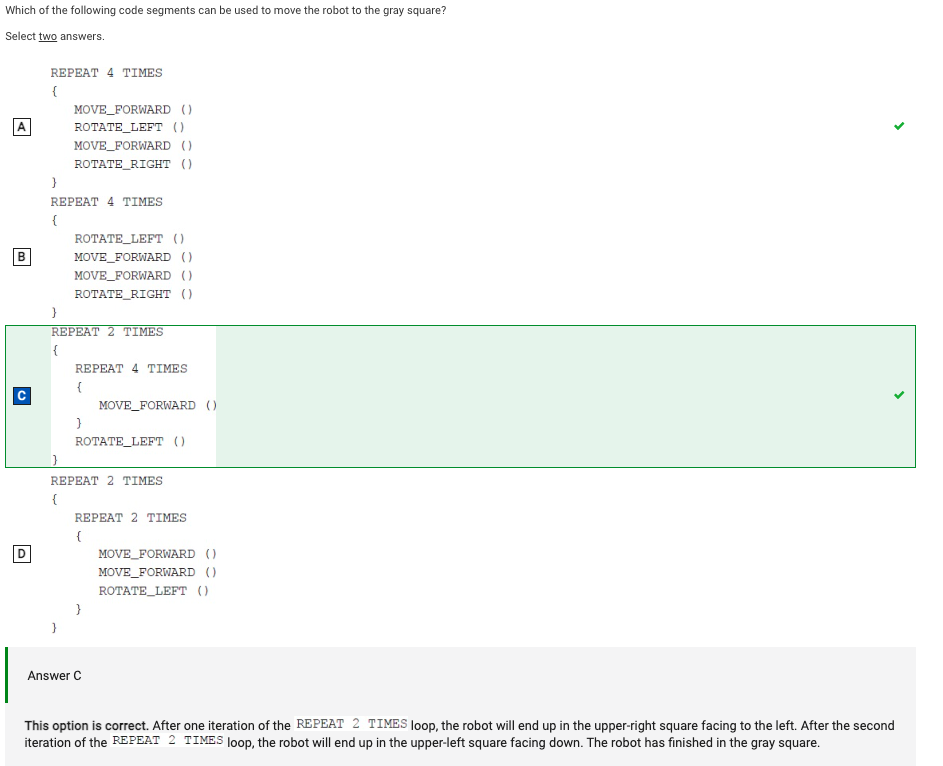 Which of the following code segments can be used to move the robot to the gray square?
Select two answers.
REPEAT 4 TIMES
{
MOVE_FORWARD ()
A ROTATE_LEFT ()
MOVE_FORWARD ()
ROTATE_RIGHT ()
}
REPEAT 4 TIMES
{
ROTATE_LEFT ()
B MOVE_FORWARD ()
MOVE_FORWARD ()
ROTATE_RIGHT ()
}
REPEAT 2 TIMES
{
REPEAT 4 TIMES
{
C MOVE_FORWARD ()
}
ROTATE_LEFT ()
}
REPEAT 2 TIMES
{
REPEAT 2 TIMES
{
D MOVE_FORWARD ()
MOVE_FORWARD ()
ROTATE_LEFT ()
}
}
Answer C
This option is correct. After one iteration of the REPEAT 2 TIMES loop, the robot will end up in the upper-right square facing to the left. After the second
iteration of the REPEAT 2 TIMES loop, the robot will end up in the upper-left square facing down. The robot has finished in the gray square.